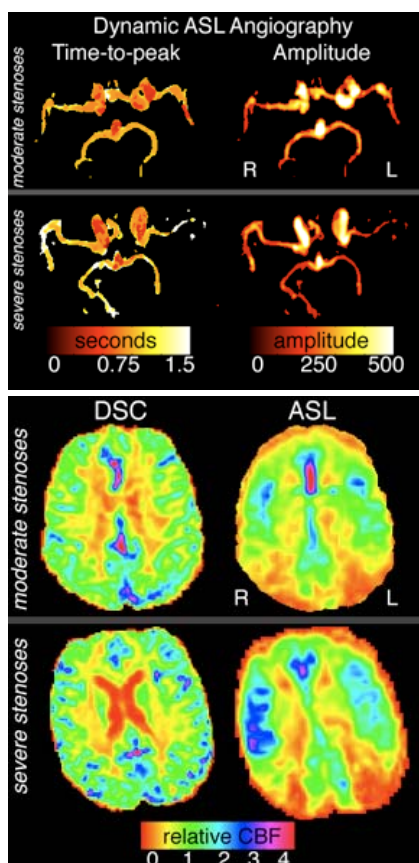 Dynamic ASL Angiography
Time-to-peak Amplitude
moderate stenoses
R L
severe stenoses
seconds amplitude
0 0.75 1.5 0 250 500
DSC ASL
moderate stenoses
R L
severe stenoses
relative CBF
0 1 2 3 4